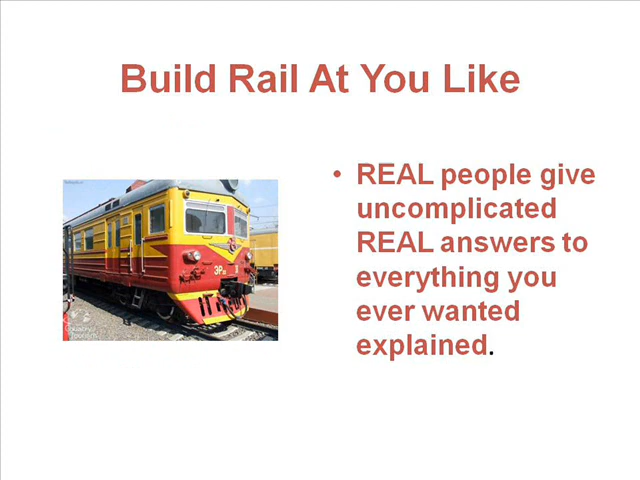 Build Rail At You Like
• REAL people give
uncomplicated
REAL answers to
everything you
ever wanted
explained.